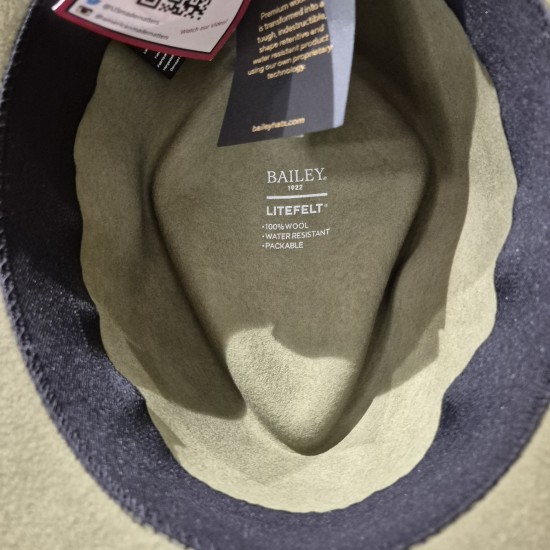 Watch our Videos!
Premium wool
is transformed into a
tough, indestructible,
shape retentive and
water resistant product
using our own proprietary
technology.
baileyhats.com
BAILEY®
1922
LITEFELT®
• 100% WOOL
• WATER RESISTANT
• PACKABLE